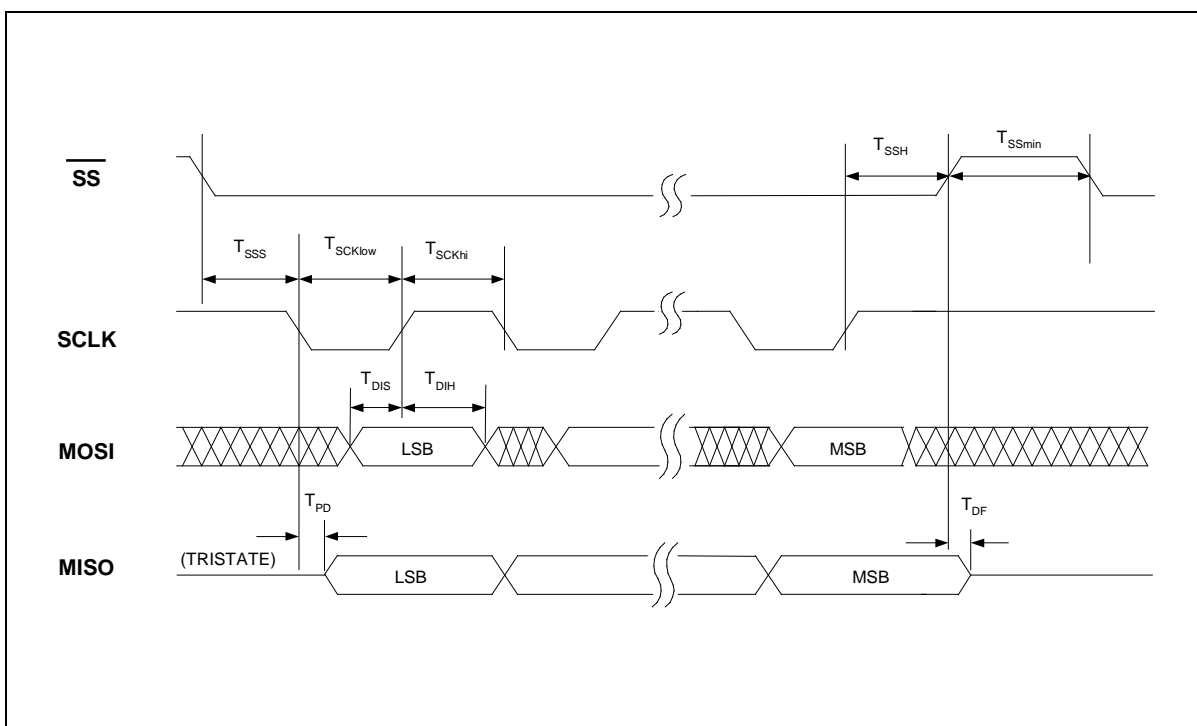 T_SSH
T_SSmin
SS
T_SSS
T_SCKlow
T_SCKhi
SCLK
T_DIS
T_DIH
MOSI
LSB
MSB
T_PD
T_DF
MISO
(TRISTATE)
LSB
MSB